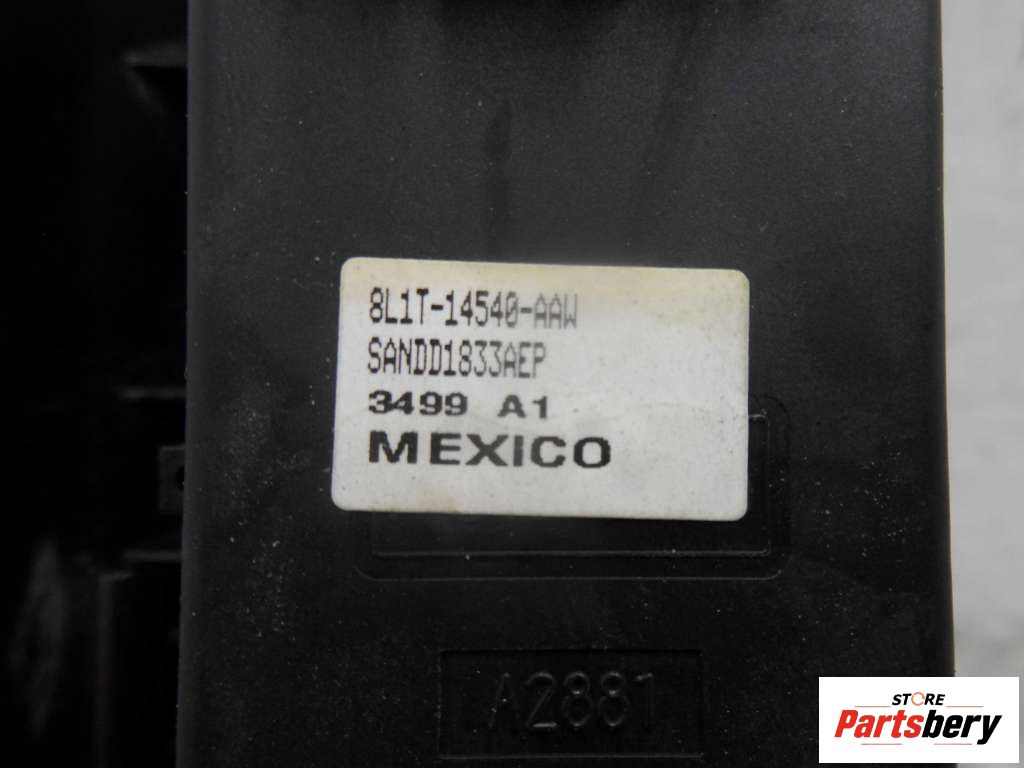 8L1T-14540-AAW
SANDD1833AEP
3499 A1
MEXICO
A2881
STORE
Partsbery